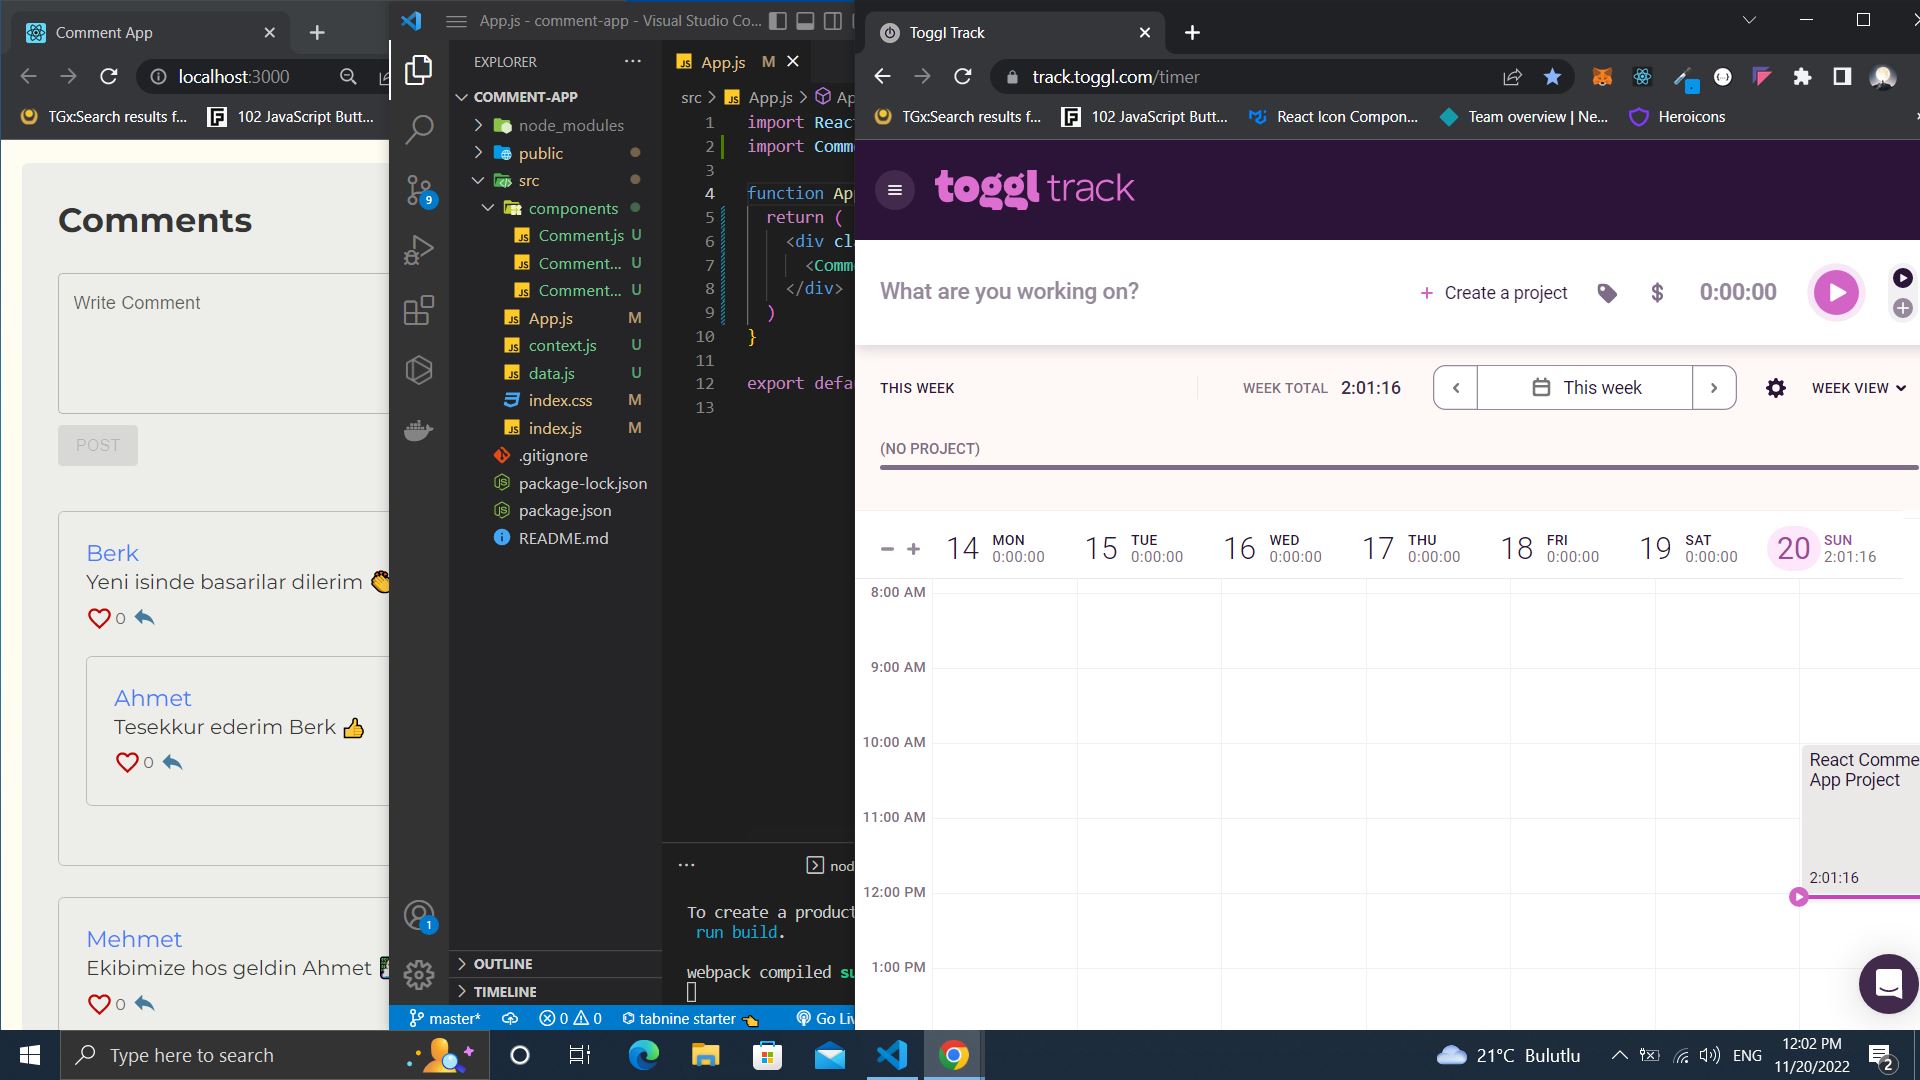 Comment App
localhost:3000
TGx:Search results f...
102 JavaScript Butt...
Comments
Write Comment
POST
Berk
Yeni isinde basarilar dilerim 👏
0
Ahmet
Tesekkur ederim Berk 👍
0
Mehmet
Ekibimize hos geldin Ahmet
0
App.js - comment-app - Visual Studio Co...
EXPLORER
COMMENT-APP
node_modules
public
src
components
Comment.js U
Comment... U
Comment... U
App.js M
context.js U
data.js U
index.css M
index.js M
.gitignore
package-lock.json
package.json
README.md
OUTLINE
TIMELINE
9
1
App.js M
src > App.js > Ap
1 import React
2 import Comm
3
4 function Ap
5 return (
6 <div cl
7 <Comm
8 </div>
9 )
10 }
11
12 export defau
13
nod
To create a product
run build.
webpack compiled su
master* 0 0 tabnine starter 👈 Go Liv
Toggl Track
track.toggl.com/timer
TGx:Search results f...
102 JavaScript Butt...
React Icon Compon...
Team overview | Ne...
Heroicons
toggl track
What are you working on?
+ Create a project
$
0:00:00
THIS WEEK
WEEK TOTAL 2:01:16
This week
WEEK VIEW
(NO PROJECT)
14 MON 0:00:00
15 TUE 0:00:00
16 WED 0:00:00
17 THU 0:00:00
18 FRI 0:00:00
19 SAT 0:00:00
20 SUN 2:01:16
8:00 AM
9:00 AM
10:00 AM
React Comme
App Project
11:00 AM
2:01:16
12:00 PM
1:00 PM
Type here to search
21°C Bulutlu
ENG
12:02 PM
11/20/2022
2